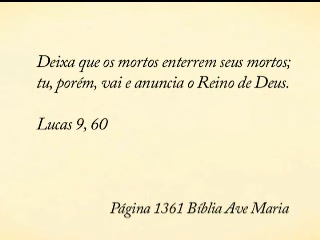 Deixa que os mortos enterrem seus mortos;
tu, porém, vai e anuncia o Reino de Deus.
Lucas 9, 60
Página 1361 Bíblia Ave Maria